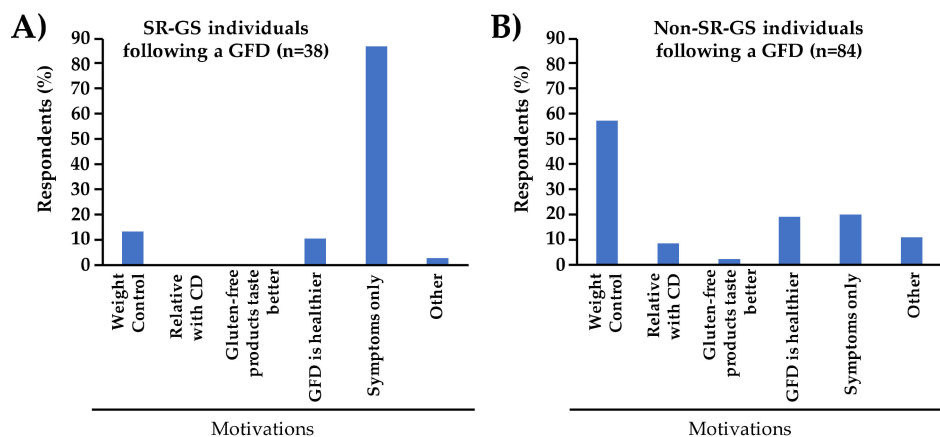 A)
SR-GS individuals
following a GFD (n=38)
Respondents (%)
90
80
70
60
50
40
30
20
10
0
Weight
Control
Relative
with CD
Gluten-free
products taste
better
GFD is healthier
Symptoms only
Other
Motivations
B)
Non-SR-GS individuals
following a GFD (n=84)
Respondents (%)
90
80
70
60
50
40
30
20
10
0
Weight
Control
Relative
with CD
Gluten-free
products taste
better
GFD is healthier
Symptoms only
Other
Motivations